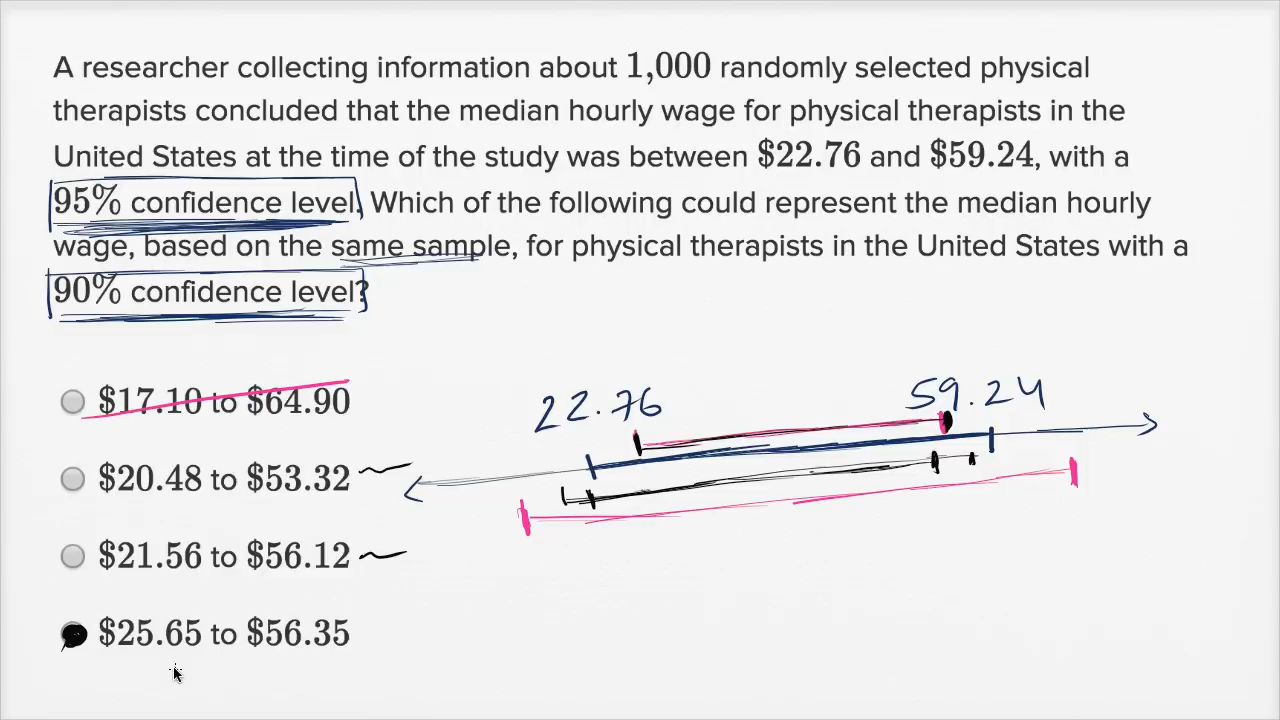 A researcher collecting information about 1,000 randomly selected physical
therapists concluded that the median hourly wage for physical therapists in the
United States at the time of the study was between $22.76 and $59.24, with a
95% confidence level. Which of the following could represent the median hourly
wage, based on the same sample, for physical therapists in the United States with a
90% confidence level?
$17.10 to $64.90
22.76
59.24
$20.48 to $53.32
$21.56 to $56.12
$25.65 to $56.35